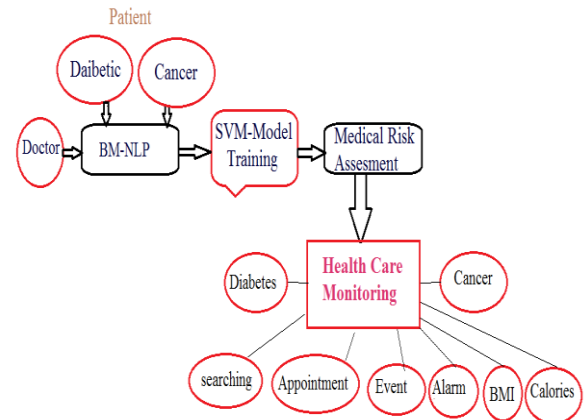 Patient
Daibetic
Cancer
Doctor
BM-NLP
SVM-Model
Training
Medical Risk
Assesment
Health Care
Monitoring
Diabetes
Cancer
searching
Appointment
Event
Alarm
BMI
Calories